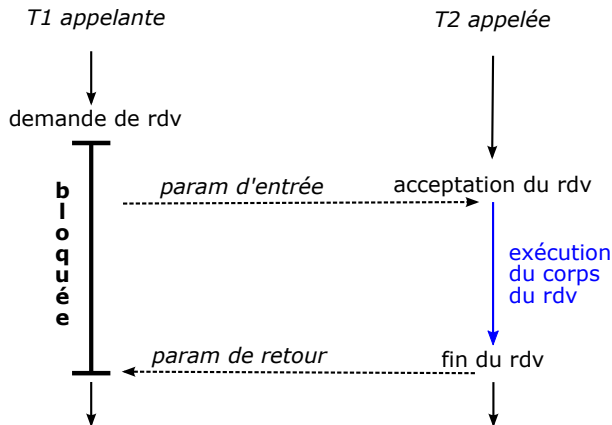 T1 appelante
T2 appelée
demande de rdv
bloquée
param d'entrée
acceptation du rdv
exécution
du corps
du rdv
param de retour
fin du rdv